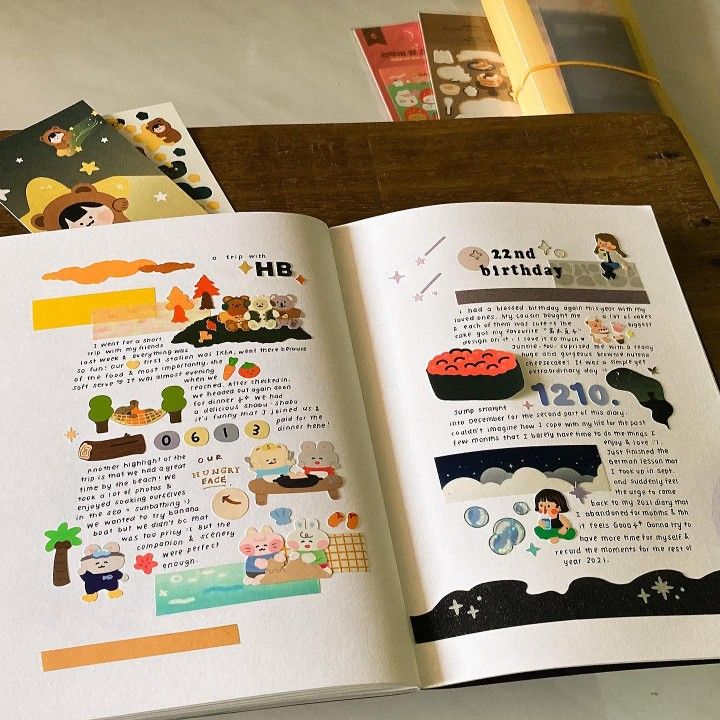 a trip with
HB
I went for a short
trip with my friends
last week & everything was
so fun! Our first station was IKEA, went there because
of the food & most importantly: the
soft serve It was almost evening
when we
reached. After checked in,
we headed out again soon
for dinner we had
a delicious shabu-shabu
it's funny that J joined us &
0613
paid for me
dinner here!
Another highlight of the
trip is that we had a great
time by the beach! We
took a lot of photos &
enjoyed soaking ourselves
in the sea + sunbathing :)
We wanted to try banana
boat but we didn't bc that
was too pricy :( But the
companion & scenery
were perfect
enough.
OUR
HUNGRY
FACE
22nd
birthday
I had a blessed birthday again this year with my
loved ones. My cousin bought me a lot of cakes
& each of them was cute + the biggest
cake got my favourite
design on it, I love it so much ♥
Junnie too, suprised me with a really
huge and gorgeous brownie nutella
cheesecake! It was a simple yet
extraordinary day
1210.
Jump straight
into December for the second part of this diary.
Couldn't imagine how I cope with my life for the past
few months that I barely have time to do the things I
enjoy & love :'(.
Just finished the
german lesson that
I took up in sept.
and suddenly feel
the urge to come
back to my 2021 diary that
I abandoned for months & hh
it feels Good Gonna try to
have more time for myself &
record the moments for the rest of
year 2021.